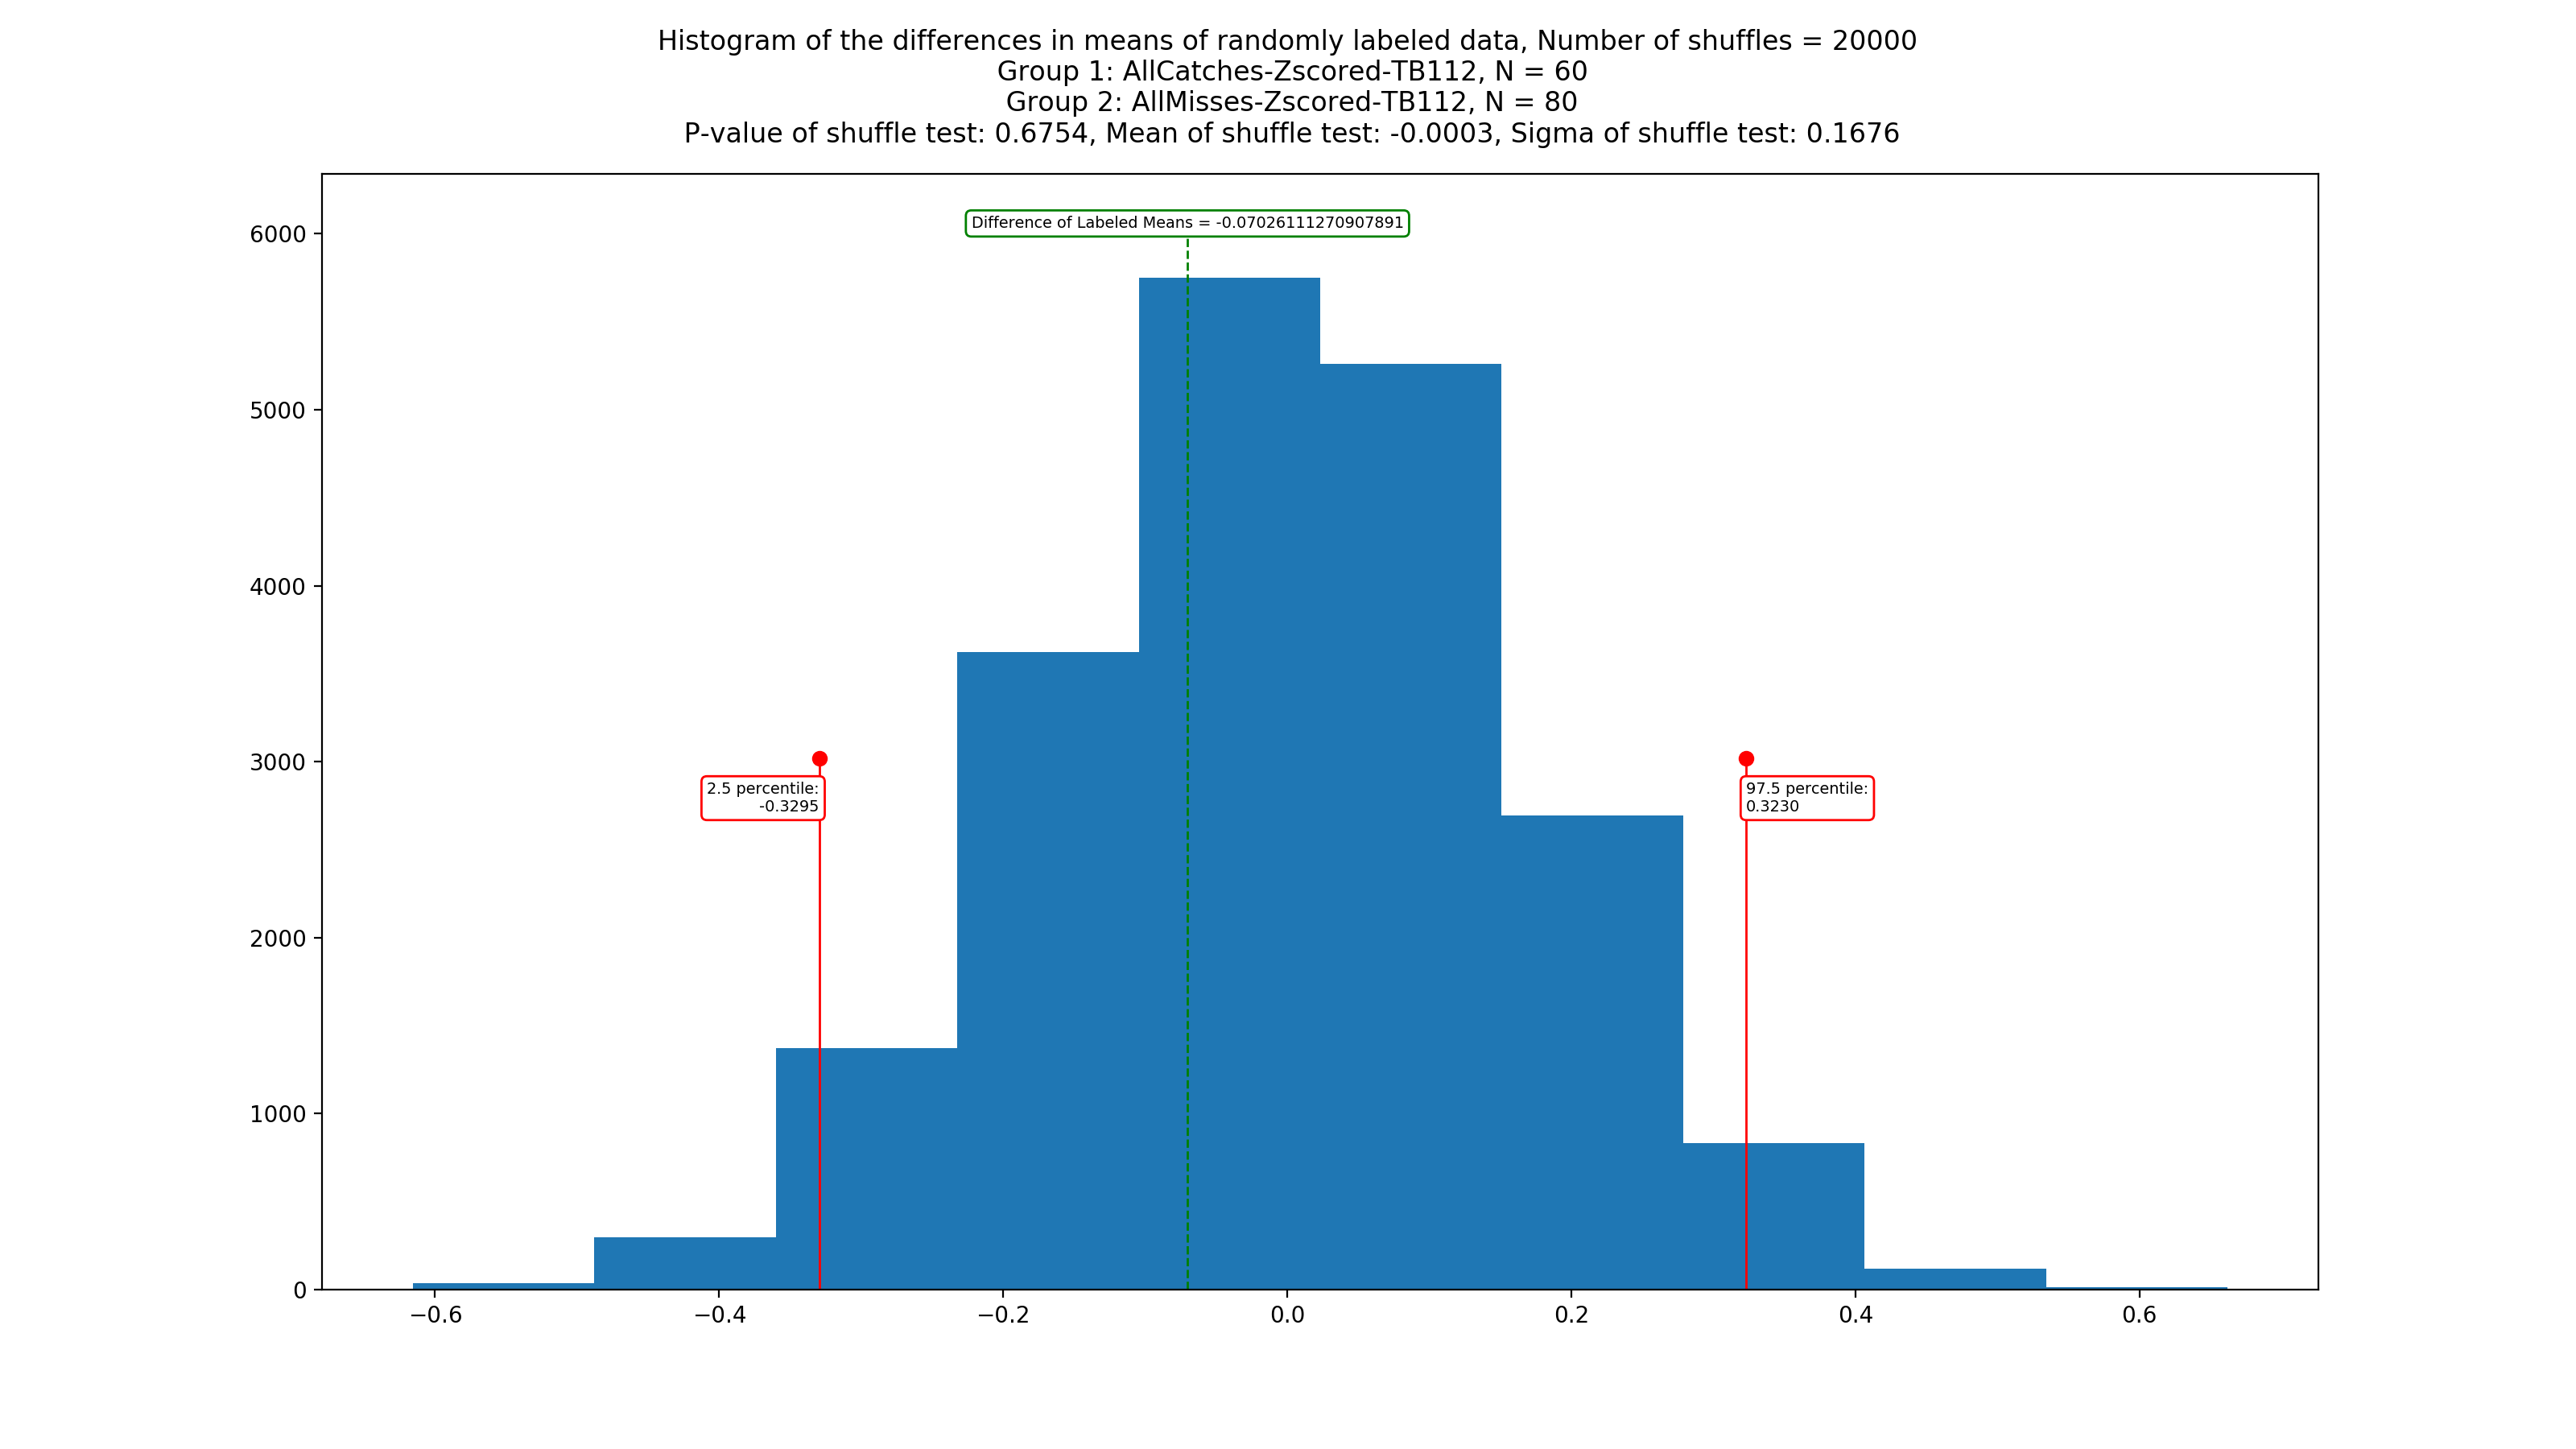 Histogram of the differences in means of randomly labeled data, Number of shuffles = 20000
Group 1: AllCatches-Zscored-TB112, N = 60
Group 2: AllMisses-Zscored-TB112, N = 80
P-value of shuffle test: 0.6754, Mean of shuffle test: -0.0003, Sigma of shuffle test: 0.1676
Difference of Labeled Means = -0.07026111270907891
6000
5000
4000
3000
2.5 percentile:
-0.3295
97.5 percentile:
0.3230
2000
1000
0
−0.6
−0.4
−0.2
0.0
0.2
0.4
0.6